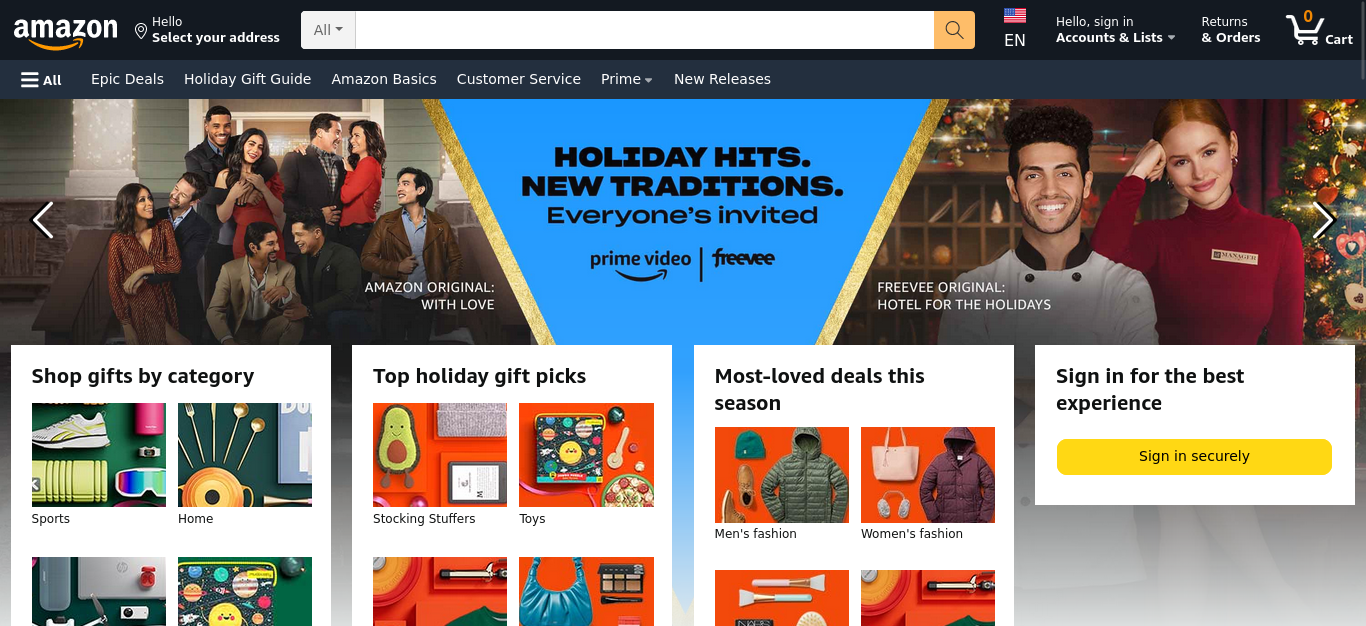 amazon
Hello
Select your address
All
EN
Hello, sign in
Accounts & Lists
Returns
& Orders
0
Cart
All
Epic Deals
Holiday Gift Guide
Amazon Basics
Customer Service
Prime
New Releases
HOLIDAY HITS.
NEW TRADITIONS.
Everyone's invited
prime video | freevee
AMAZON ORIGINAL:
WITH LOVE
FREEVEE ORIGINAL:
HOTEL FOR THE HOLIDAYS
MANAGER
Shop gifts by category
Sports
Home
Top holiday gift picks
Stocking Stuffers
Toys
Most-loved deals this
season
Men's fashion
Women's fashion
Sign in for the best
experience
Sign in securely